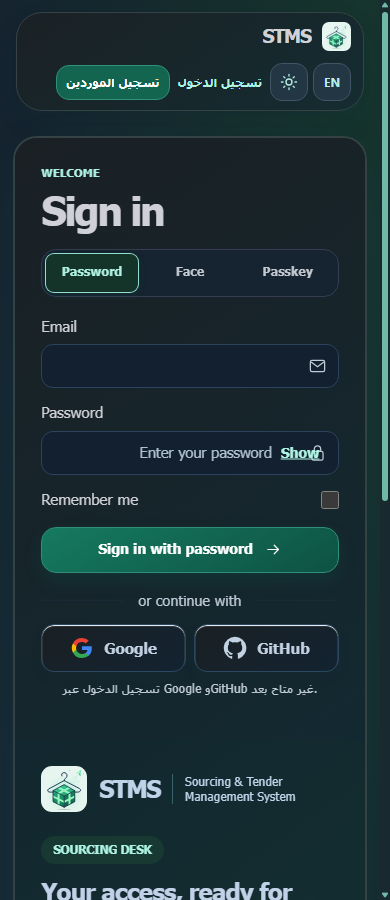 STMS
تسجيل الموردين
تسجيل الدخول
EN
WELCOME
Sign in
Password
Face
Passkey
Email
Password
Enter your password
Show
Remember me
Sign in with password →
or continue with
Google
GitHub
تسجيل الدخول عبر Google وGitHub غير متاح بعد.
STMS
Sourcing & Tender
Management System
SOURCING DESK
Your access, ready for